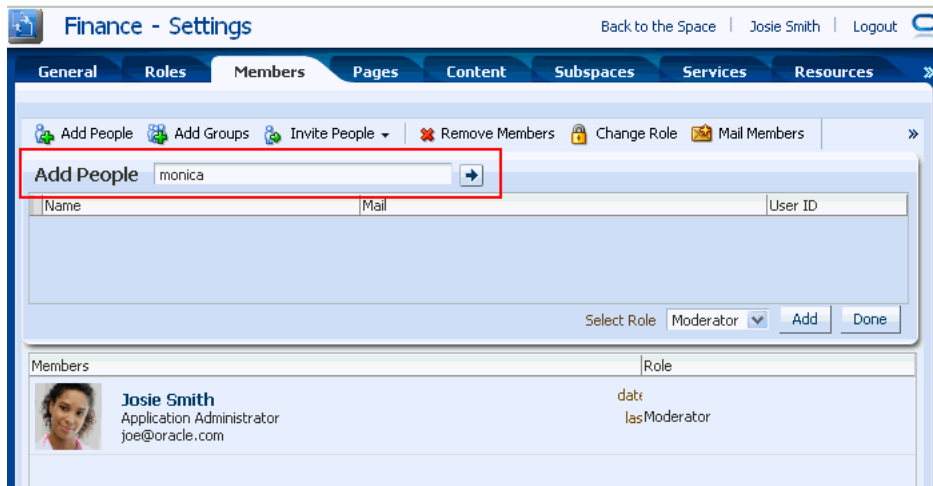 Finance - Settings Back to the Space | Josie Smith | Logout
General Roles Members Pages Content Subspaces Services Resources »
Add People Add Groups Invite People Remove Members Change Role Mail Members »
Add People monica
Name Mail User ID
Select Role Moderator Add Done
Members Role
Josie Smith date
Application Administrator las Moderator
joe@oracle.com